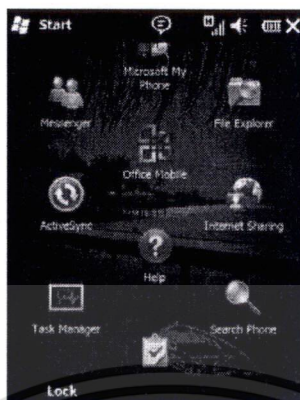 Start
Microsoft My
Phone
Messenger
File Explorer
Office Mobile
ActiveSync
Internet Sharing
Help
Task Manager
Search Phone
Lock